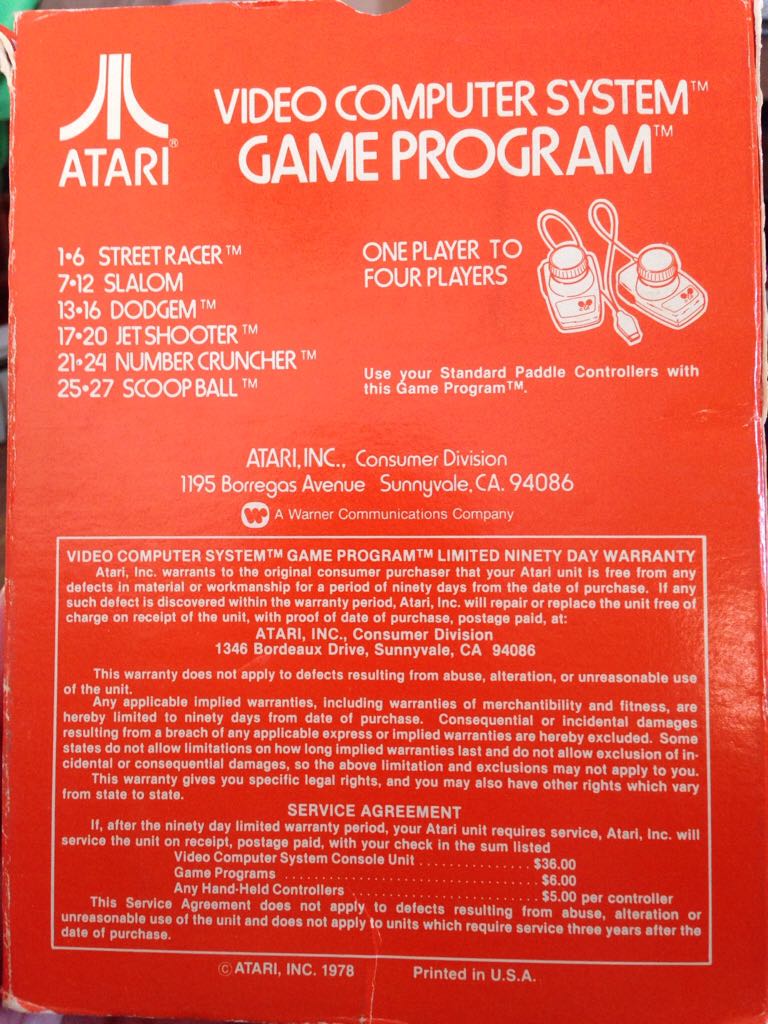 VIDEO COMPUTER SYSTEM™
GAME PROGRAM™
ATARI®
1•6 STREET RACER™
7•12 SLALOM
13•16 DODGEM™
17•20 JET SHOOTER™
21•24 NUMBER CRUNCHER™
25•27 SCOOP BALL™
ONE PLAYER TO
FOUR PLAYERS
Use your Standard Paddle Controllers with
this Game Program™.
ATARI, INC., Consumer Division
1195 Borregas Avenue Sunnyvale, CA. 94086
A Warner Communications Company
VIDEO COMPUTER SYSTEM™ GAME PROGRAM™ LIMITED NINETY DAY WARRANTY
Atari, Inc. warrants to the original consumer purchaser that your Atari unit is free from any
defects in material or workmanship for a period of ninety days from the date of purchase. If any
such defect is discovered within the warranty period, Atari, Inc. will repair or replace the unit free of
charge on receipt of the unit, with proof of date of purchase, postage paid, at:
ATARI, INC., Consumer Division
1346 Bordeaux Drive, Sunnyvale, CA 94086
This warranty does not apply to defects resulting from abuse, alteration, or unreasonable use
of the unit.
Any applicable implied warranties, including warranties of merchantibility and fitness, are
hereby limited to ninety days from date of purchase. Consequential or incidental damages
resulting from a breach of any applicable express or implied warranties are hereby excluded. Some
states do not allow limitations on how long implied warranties last and do not allow exclusion of in-
cidental or consequential damages, so the above limitation and exclusions may not apply to you.
This warranty gives you specific legal rights, and you may also have other rights which vary
from state to state.
SERVICE AGREEMENT
If, after the ninety day limited warranty period, your Atari unit requires service, Atari, Inc. will
service the unit on receipt, postage paid, with your check in the sum listed
Video Computer System Console Unit . . . . . . . . . . . . . $36.00
Game Programs . . . . . . . . . . . . . . . . . . . . . . . . . . . . . . $6.00
Any Hand-Held Controllers . . . . . . . . . . . . . . . . . . . . . $5.00 per controller
This Service Agreement does not apply to defects resulting from abuse, alteration or
unreasonable use of the unit and does not apply to units which require service three years after the
date of purchase.
© ATARI, INC. 1978 Printed in U.S.A.